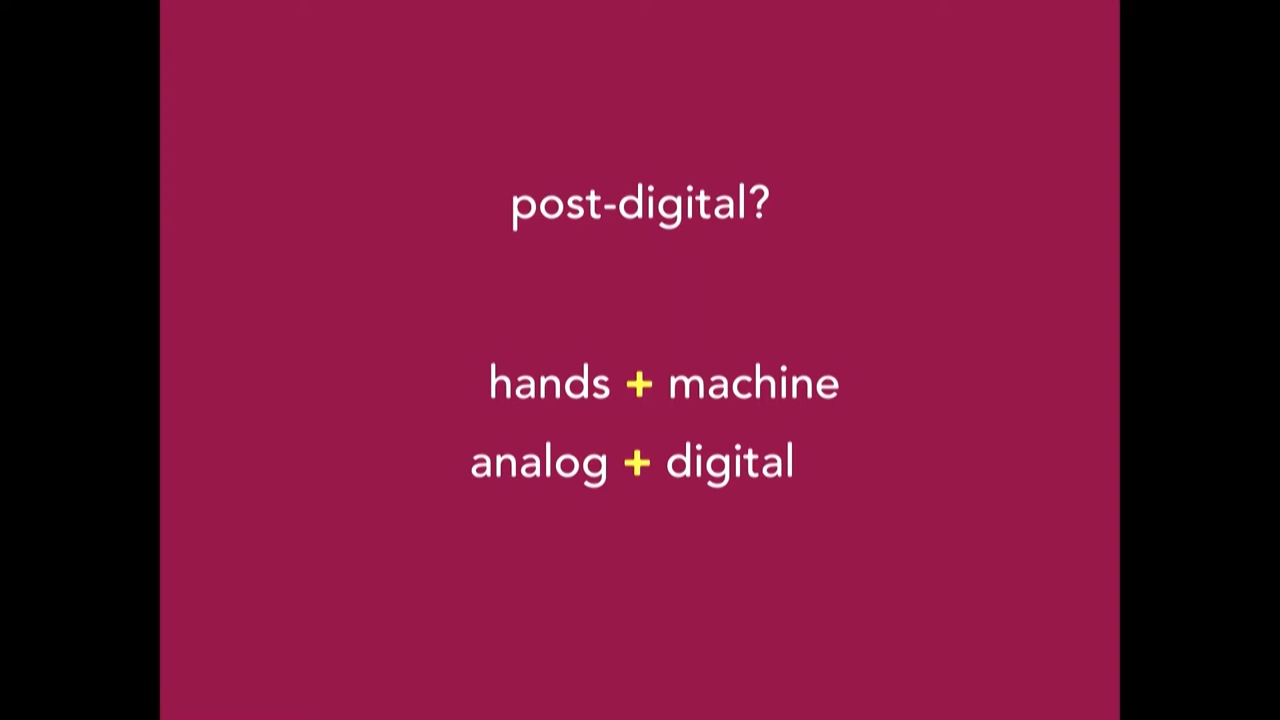 post-digital?
hands + machine
analog + digital